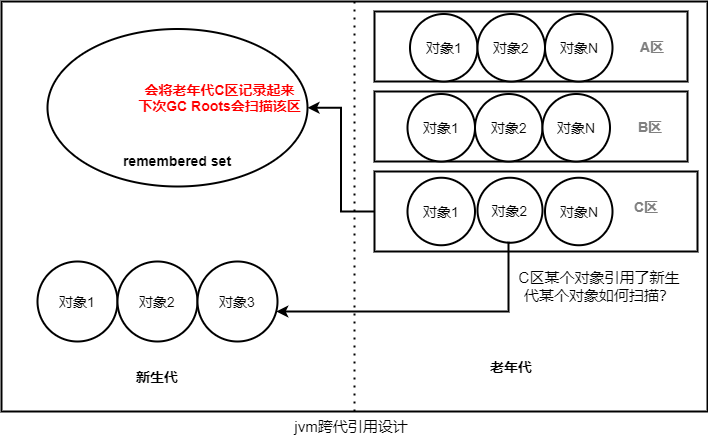 会将老年代C区记录起来
下次GC Roots会扫描该区
remembered set
对象1
对象2
对象3
新生代
对象1
对象2
对象N
A区
对象1
对象2
对象N
B区
对象1
对象2
对象N
C区
C区某个对象引用了新生
代某个对象如何扫描?
老年代
jvm跨代引用设计